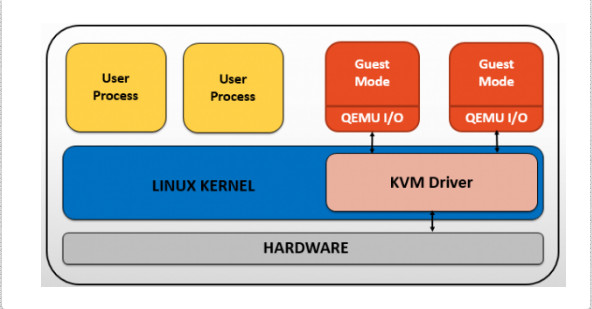 User
Process
User
Process
Guest
Mode
QEMU I/O
Guest
Mode
QEMU I/O
LINUX KERNEL
KVM Driver
HARDWARE